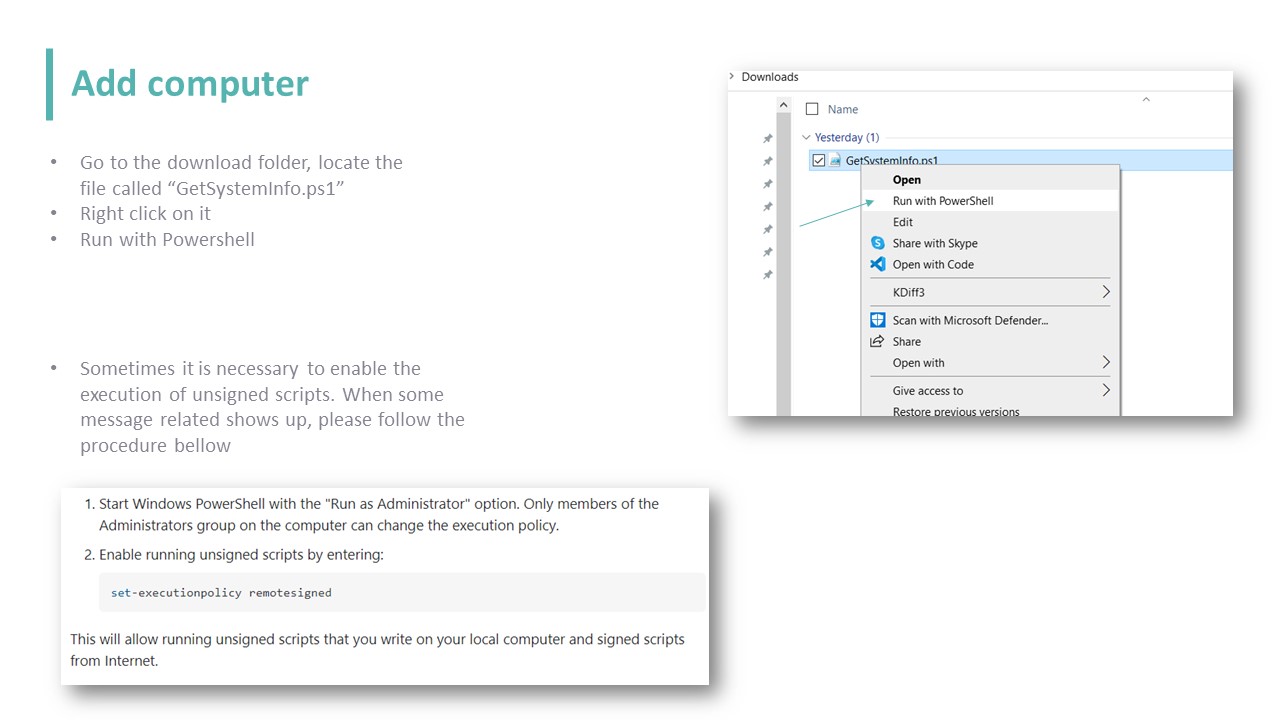 Add computer
• Go to the download folder, locate the
file called “GetSystemInfo.ps1”
• Right click on it
• Run with Powershell
• Sometimes it is necessary to enable the
execution of unsigned scripts. When some
message related shows up, please follow the
procedure bellow
1. Start Windows PowerShell with the "Run as Administrator" option. Only members of the
Administrators group on the computer can change the execution policy.
2. Enable running unsigned scripts by entering:
set-executionpolicy remotesigned
This will allow running unsigned scripts that you write on your local computer and signed scripts
from Internet.
Downloads
Name
Yesterday (1)
GetSystemInfo.ps1
Open
Run with PowerShell
Edit
Share with Skype
Open with Code
KDiff3
Scan with Microsoft Defender...
Share
Open with
Give access to
Restore previous versions